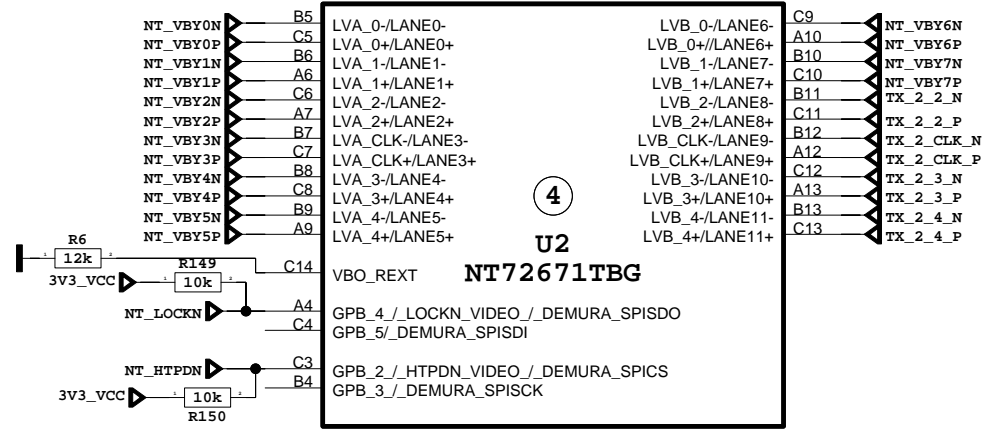 NT_VBY0N B5 LVA_0-/LANE0- LVB_0-/LANE6- C9 NT_VBY6N
NT_VBY0P C5 LVA_0+/LANE0+ LVB_0+//LANE6+ A10 NT_VBY6P
NT_VBY1N B6 LVA_1-/LANE1- LVB_1-/LANE7- B10 NT_VBY7N
NT_VBY1P A6 LVA_1+/LANE1+ LVB_1+/LANE7+ C10 NT_VBY7P
NT_VBY2N C6 LVA_2-/LANE2- LVB_2-/LANE8- B11 TX_2_2_N
NT_VBY2P A7 LVA_2+/LANE2+ LVB_2+/LANE8+ C11 TX_2_2_P
NT_VBY3N B7 LVA_CLK-/LANE3- LVB_CLK-/LANE9- B12 TX_2_CLK_N
NT_VBY3P C7 LVA_CLK+/LANE3+ LVB_CLK+/LANE9+ A12 TX_2_CLK_P
NT_VBY4N B8 LVA_3-/LANE4- LVB_3-/LANE10- C12 TX_2_3_N
NT_VBY4P C8 LVA_3+/LANE4+ LVB_3+/LANE10+ A13 TX_2_3_P
NT_VBY5N B9 LVA_4-/LANE5- LVB_4-/LANE11- B13 TX_2_4_N
NT_VBY5P A9 LVA_4+/LANE5+ LVB_4+/LANE11+ C13 TX_2_4_P
4
U2
NT72671TBG
R6
1 12k 2
C14 VBO_REXT
R149
3V3_VCC 1 10k 2
NT_LOCKN A4 GPB_4_/_LOCKN_VIDEO_/_DEMURA_SPISDO
C4 GPB_5/_DEMURA_SPISDI
NT_HTPDN C3 GPB_2_/_HTPDN_VIDEO_/_DEMURA_SPICS
B4 GPB_3_/_DEMURA_SPISCK
3V3_VCC 1 10k 2
R150